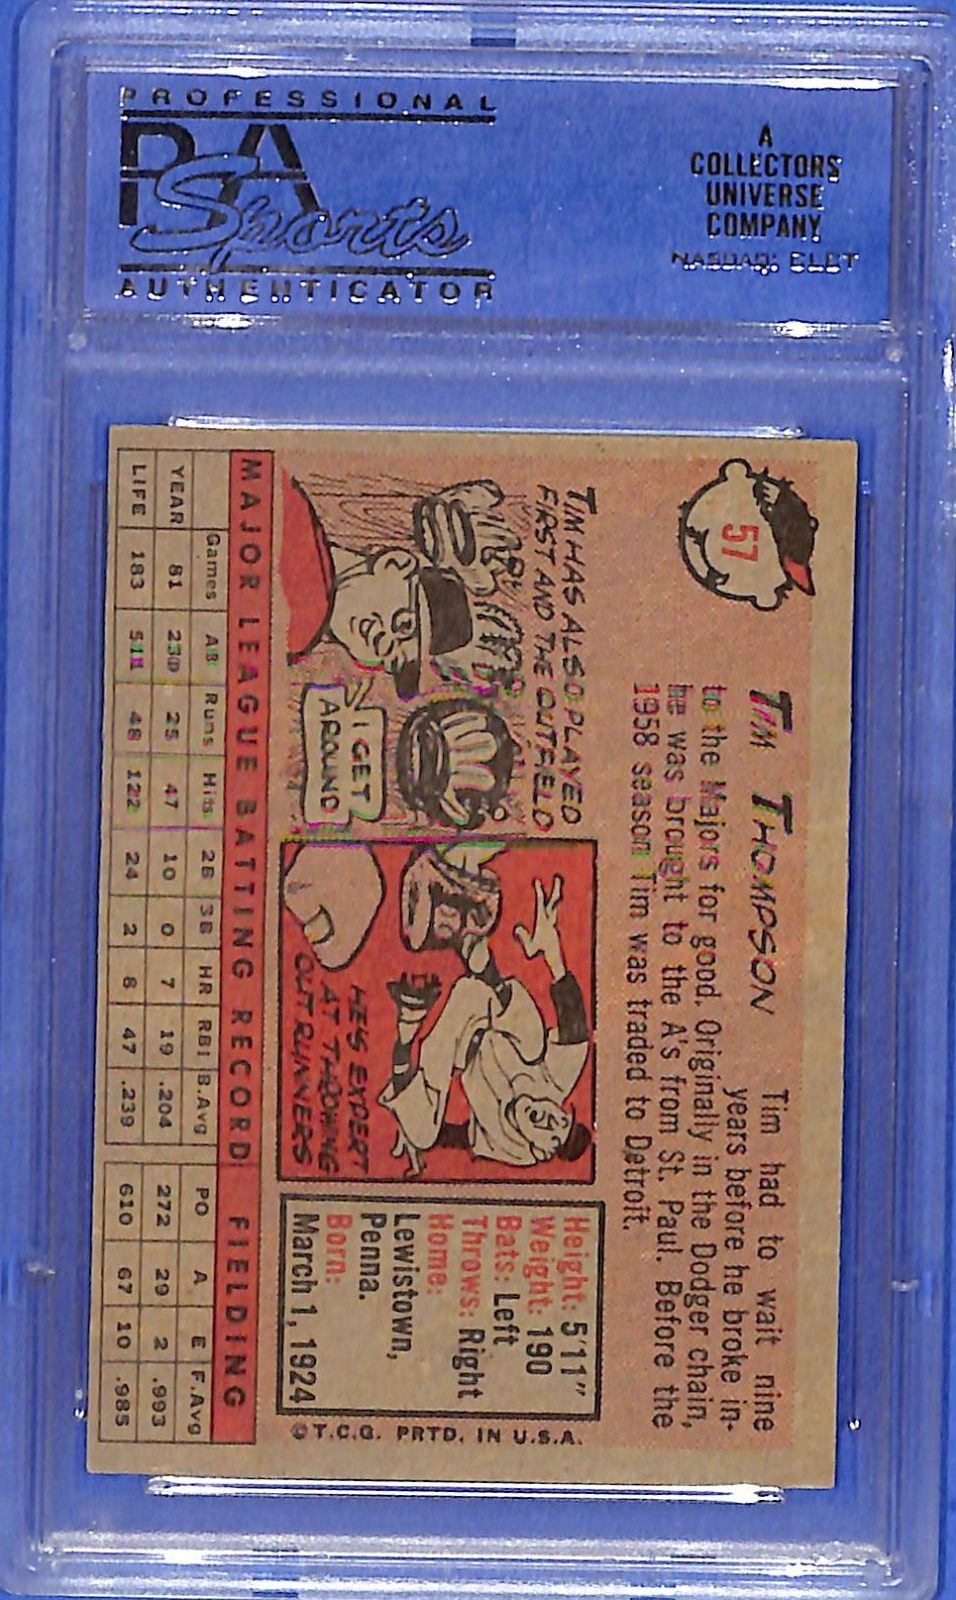 PROFESSIONAL
PSA
Sports
AUTHENTICATOR
A
COLLECTORS
UNIVERSE
COMPANY
NASDAQ: CLCT
57
TIM THOMPSON
Tim had to wait nine
years before he broke in-
to the Majors for good. Originally in the Dodger chain,
he was brought to the A's from St. Paul. Before the
1958 season Tim was traded to Detroit.
TIM HAS ALSO PLAYED
FIRST AND THE OUTFIELD
I GET
AROUND
HE'S EXPERT
AT THROWING
OUT RUNNERS
Height: 5'11"
Weight: 190
Bats: Left
Throws: Right
Home:
Lewistown,
Penna.
Born:
March 1, 1924
©T.C.G. PRTD. IN U.S.A.
MAJOR LEAGUE BATTING RECORD FIELDING
Games AB Runs Hits 2B 3B HR RBI B.Avg PO A E F.Avg
YEAR 81 230 25 47 10 0 7 19 .204 272 29 2 .993
LIFE 183 511 48 122 24 2 8 47 .239 610 67 10 .985